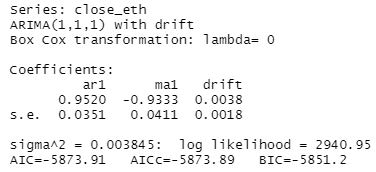 Series: close_eth
ARIMA(1,1,1) with drift
Box Cox transformation: lambda= 0
Coefficients:
ar1 ma1 drift
0.9520 -0.9333 0.0038
s.e. 0.0351 0.0411 0.0018
sigma^2 = 0.003845: log likelihood = 2940.95
AIC=-5873.91 AICc=-5873.89 BIC=-5851.2